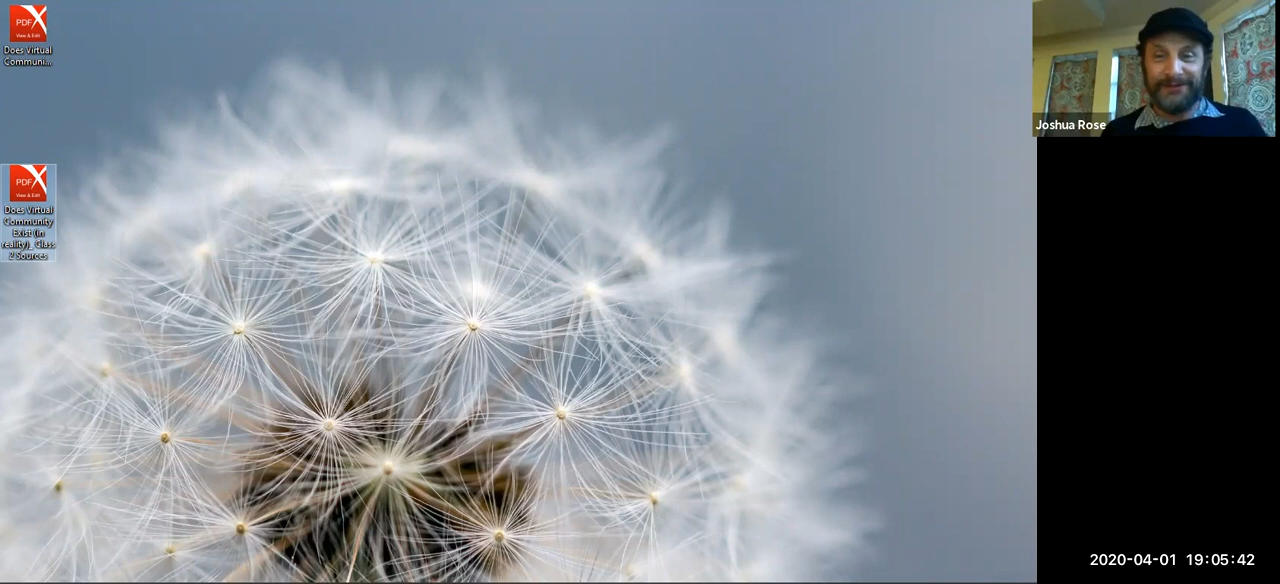 PDF X
View & Edit
Does Virtual
Communi...
PDF X
View & Edit
Does Virtual
Community
Exist (in
reality)_ Class
2 Sources
Joshua Rose
2020-04-01 19:05:42